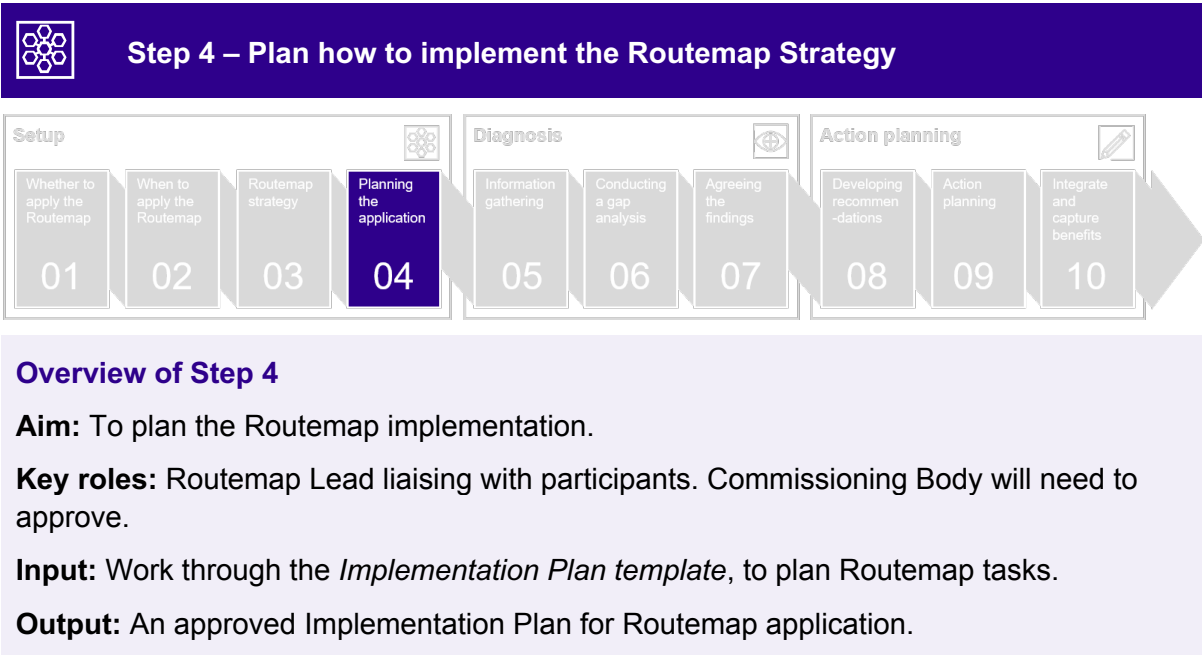 Step 4 – Plan how to implement the Routemap Strategy
Setup
Whether to
apply the
Routemap
01
When to
apply the
Routemap
02
Routemap
strategy
03
Planning
the
application
04
Diagnosis
Information
gathering
05
Conducting
a gap
analysis
06
Agreeing
the
findings
07
Action planning
Developing
recommen
-dations
08
Action
planning
09
Integrate
and
capture
benefits
10
Overview of Step 4
Aim: To plan the Routemap implementation.
Key roles: Routemap Lead liaising with participants. Commissioning Body will need to
approve.
Input: Work through the Implementation Plan template, to plan Routemap tasks.
Output: An approved Implementation Plan for Routemap application.